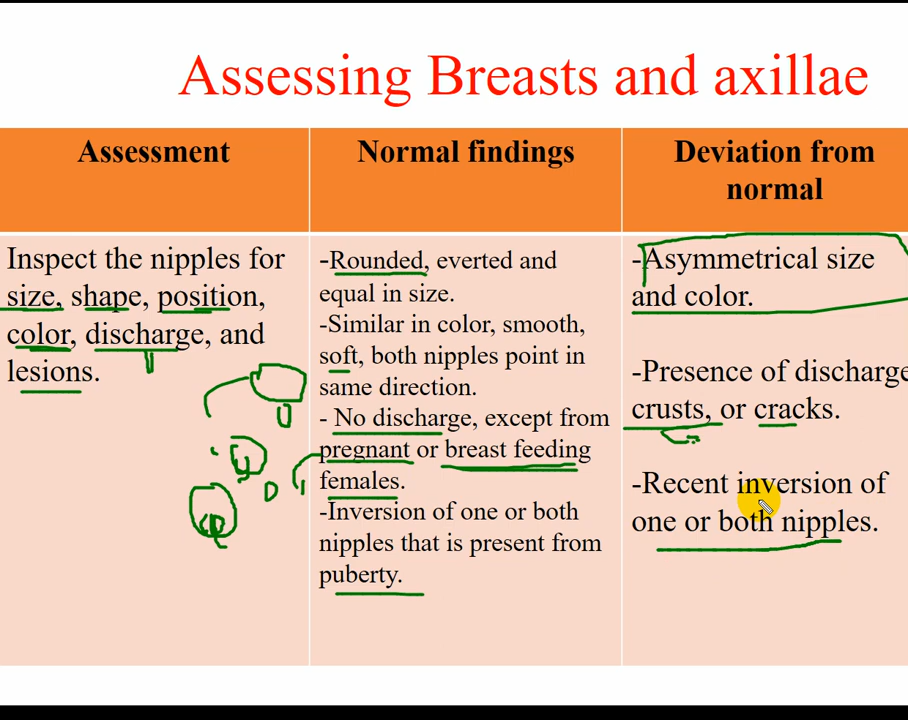 Assessing Breasts and axillae
Assessment
Normal findings
Deviation from
normal
Inspect the nipples for
size, shape, position,
color, discharge, and
lesions.
-Rounded, everted and
equal in size.
-Similar in color, smooth,
soft, both nipples point in
same direction.
- No discharge, except from
pregnant or breast feeding
females.
-Inversion of one or both
nipples that is present from
puberty.
-Asymmetrical size
and color.
-Presence of discharge
crusts, or cracks.
-Recent inversion of
one or both nipples.